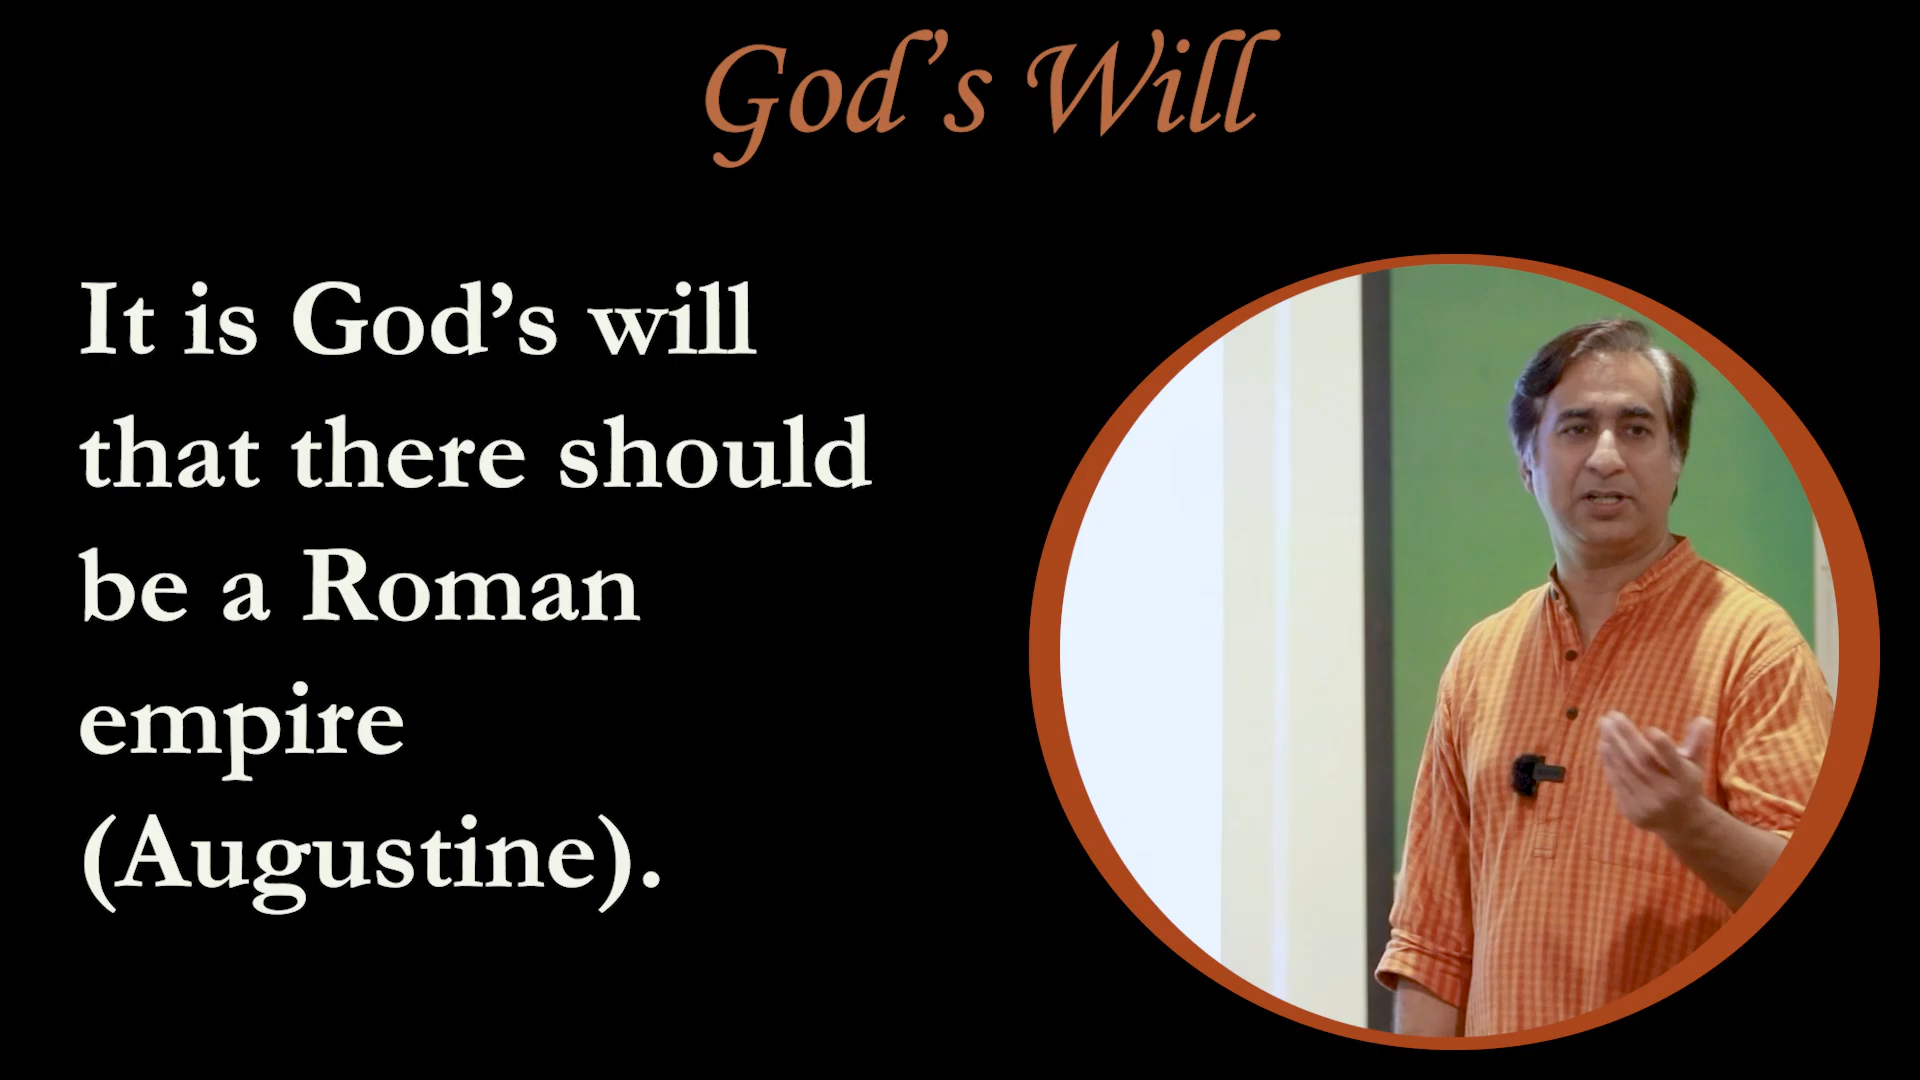 God’s Will
It is God’s will
that there should
be a Roman
empire
(Augustine).